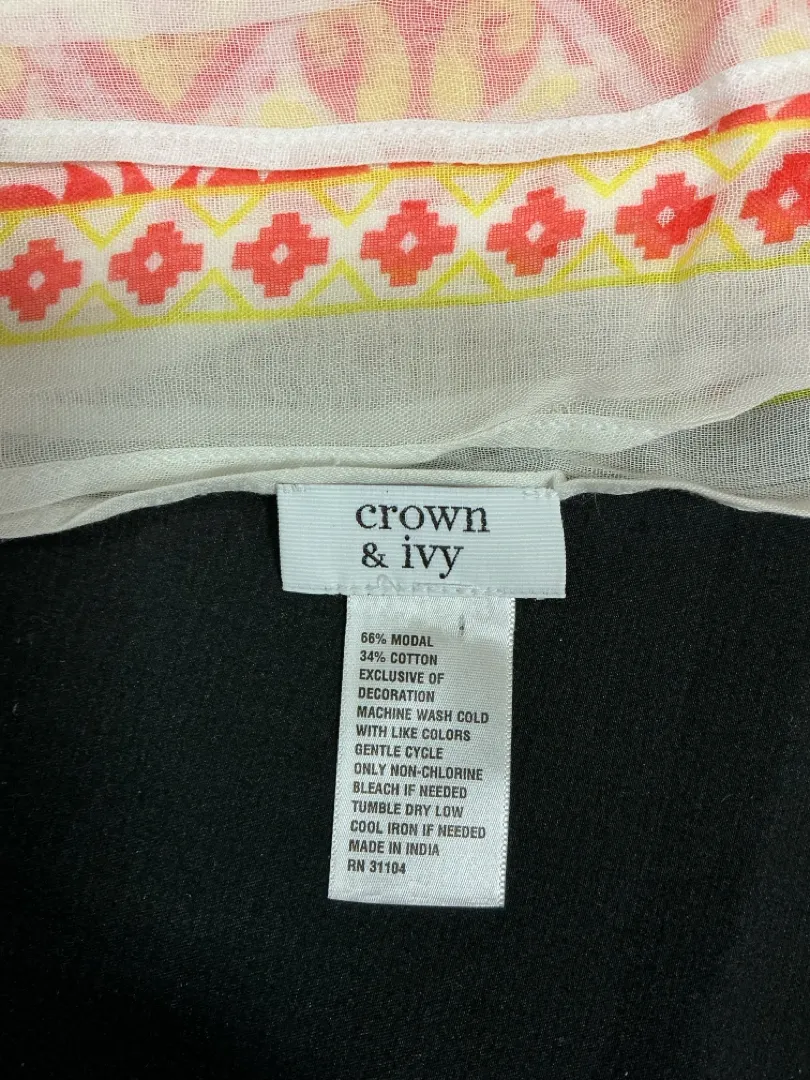 crown
& ivy
66% MODAL
34% COTTON
EXCLUSIVE OF
DECORATION
MACHINE WASH COLD
WITH LIKE COLORS
GENTLE CYCLE
ONLY NON-CHLORINE
BLEACH IF NEEDED
TUMBLE DRY LOW
COOL IRON IF NEEDED
MADE IN INDIA
RN 31104